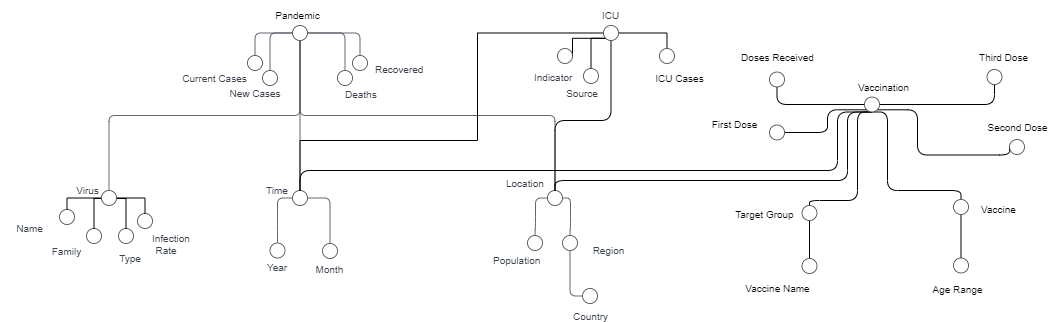 Pandemic
ICU
Current Cases
New Cases
Deaths
Recovered
Indicator
Source
ICU Cases
Doses Received
Third Dose
Vaccination
First Dose
Second Dose
Virus
Time
Location
Target Group
Vaccine
Name
Family
Type
Infection
Rate
Year
Month
Population
Region
Country
Vaccine Name
Age Range